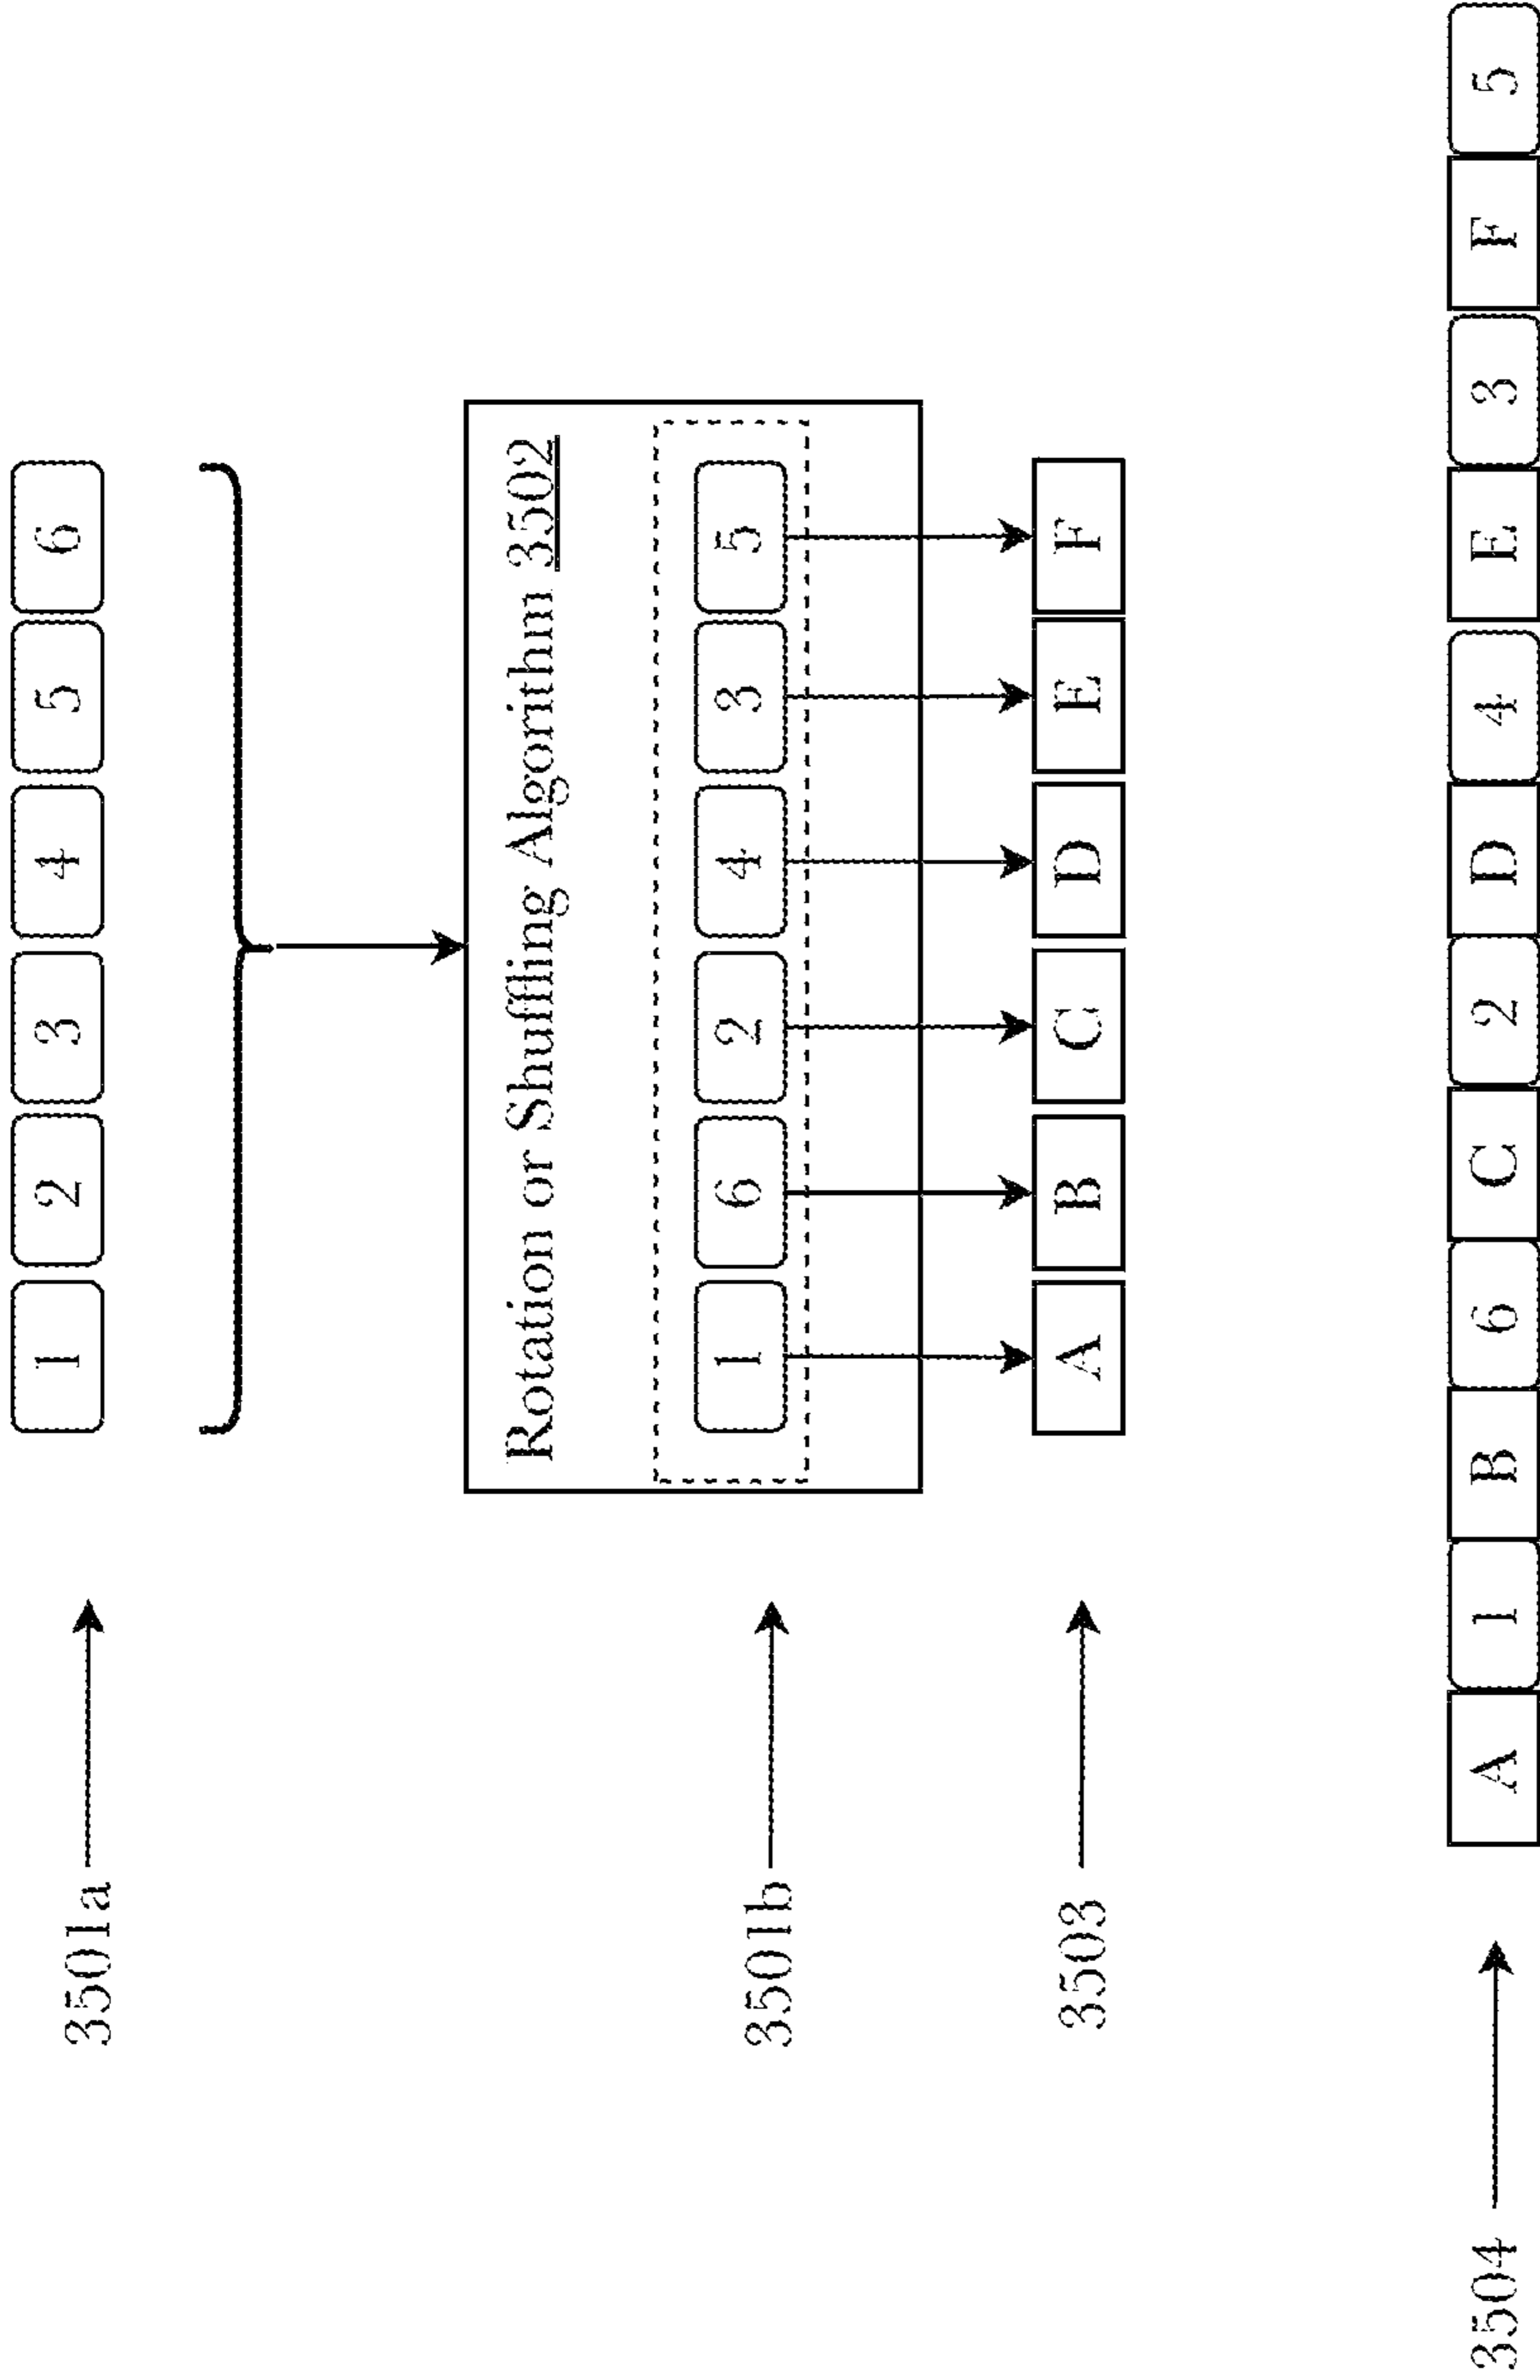 3501a 1 2 3 4 5 6
Rotation or Shuffling Algorithm 3502
3501b 1 6 2 4 3 5
3503 A B C D E F
3504 A 1 B 6 C 2 D 4 E 3 F 5